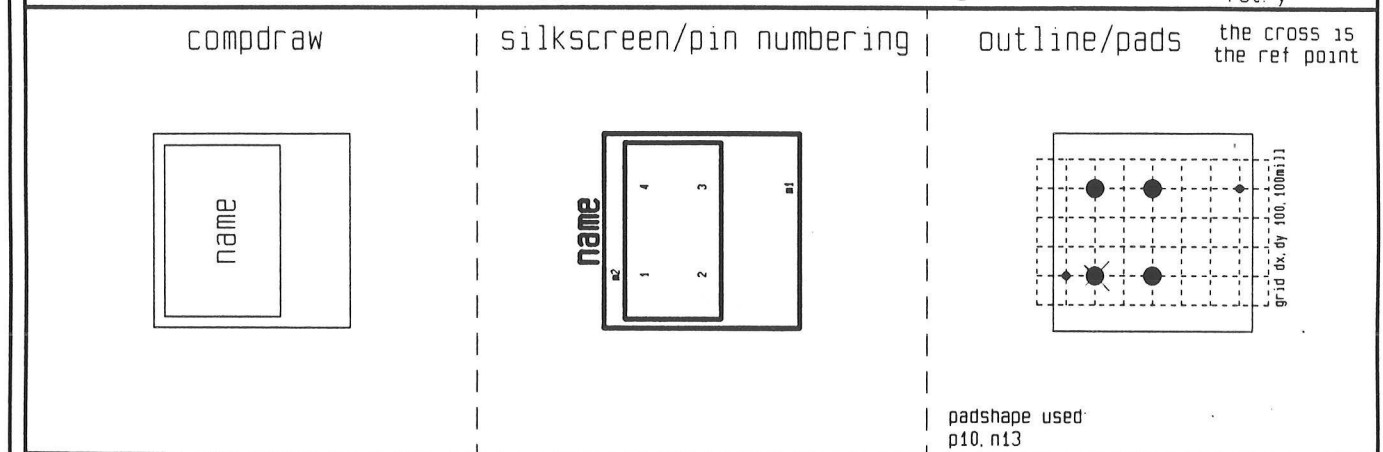 compdraw
silkscreen/pin numbering
outline/pads
the cross is
the ref point
name
name
m2
1
4
2
3
m1
grid dx, dy 100, 100mill
padshape used
p10, n13